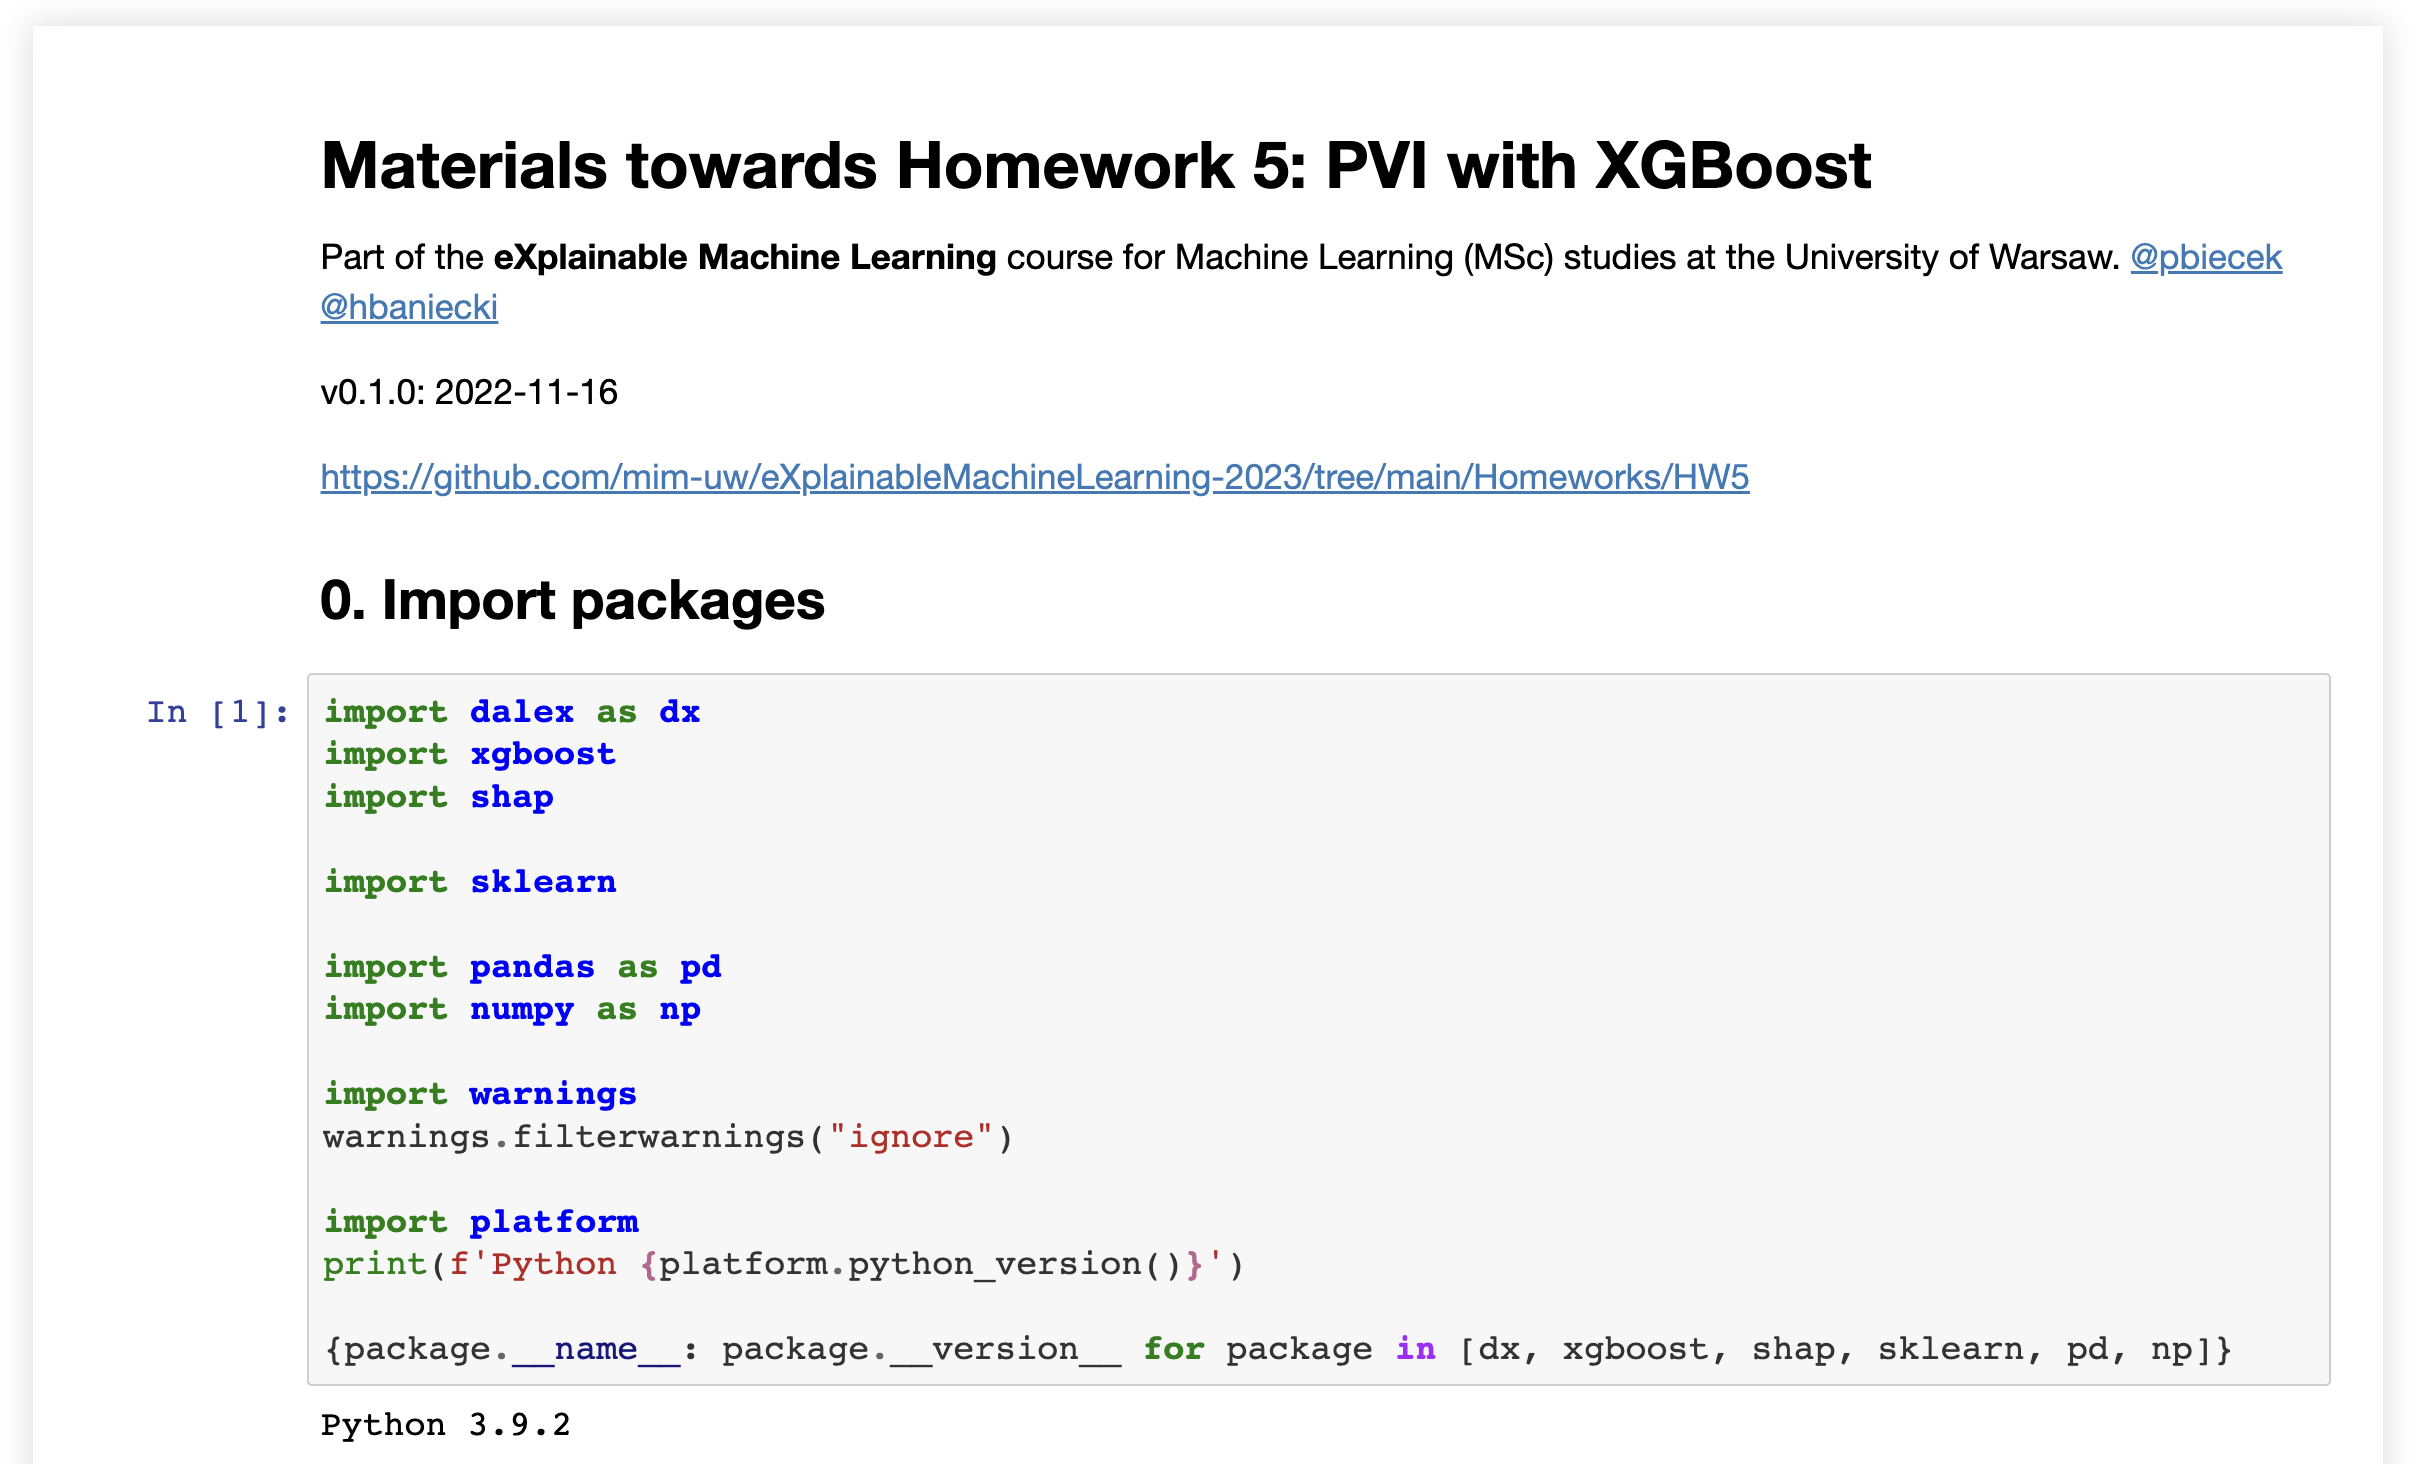 Materials towards Homework 5: PVI with XGBoost
Part of the eXplainable Machine Learning course for Machine Learning (MSc) studies at the University of Warsaw. @pbiecek
@hbaniecki
v0.1.0: 2022-11-16
https://github.com/mim-uw/eXplainableMachineLearning-2023/tree/main/Homeworks/HW5
0. Import packages
In [1]:
import dalex as dx
import xgboost
import shap
import sklearn
import pandas as pd
import numpy as np
import warnings
warnings.filterwarnings("ignore")
import platform
print(f'Python {platform.python_version()}')
{package.__name__: package.__version__ for package in [dx, xgboost, shap, sklearn, pd, np]}
Python 3.9.2